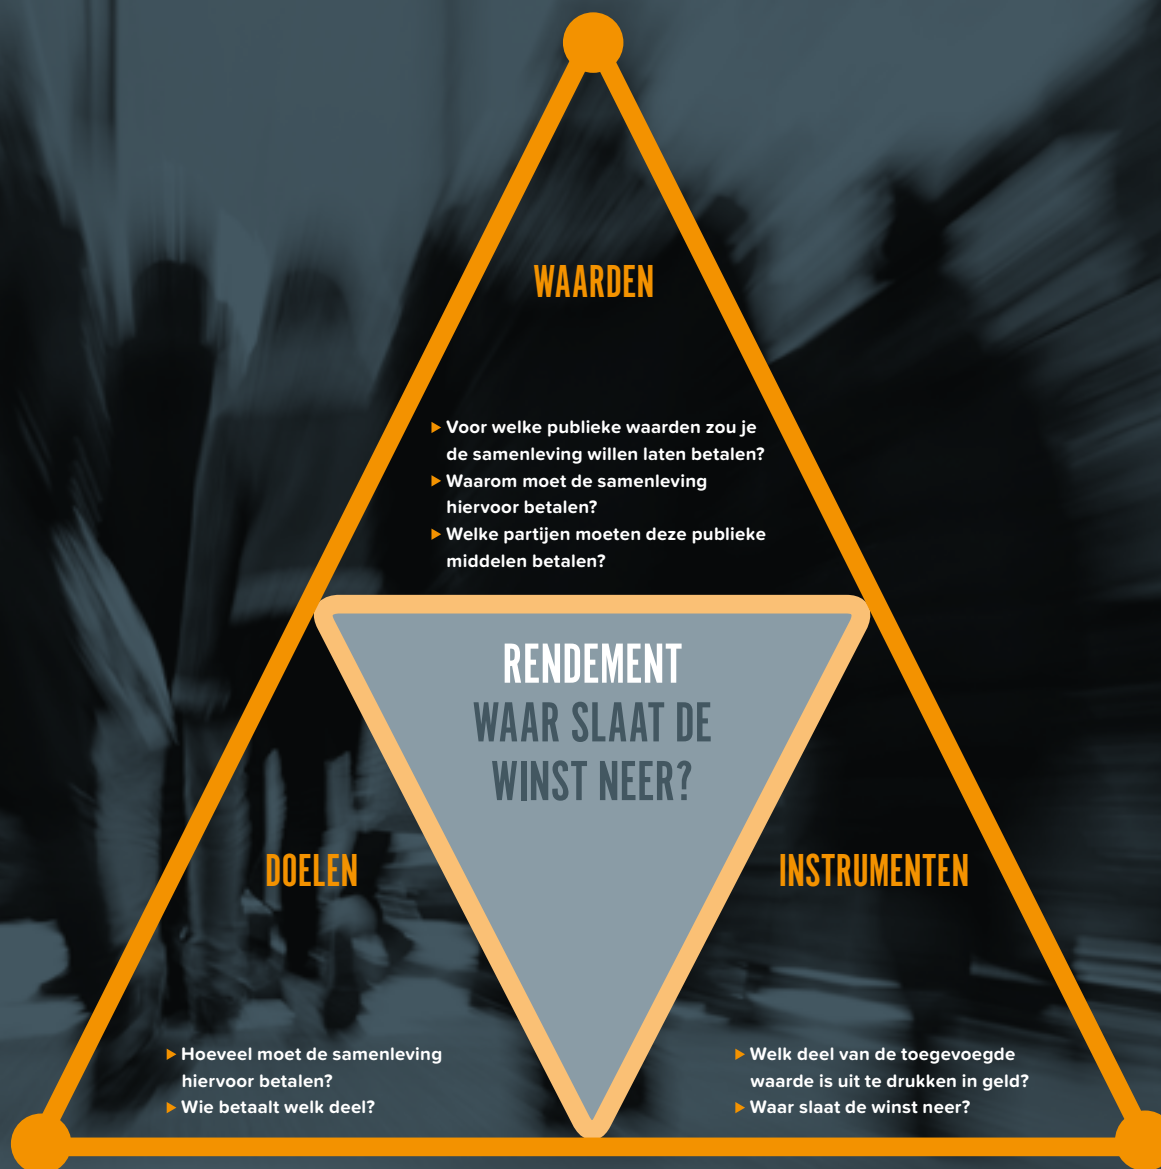 WAARDEN
▶ Voor welke publieke waarden zou je
de samenleving willen laten betalen?
▶ Waarom moet de samenleving
hiervoor betalen?
▶ Welke partijen moeten deze publieke
middelen betalen?
RENDEMENT
WAAR SLAAT DE
WINST NEER?
DOELEN
▶ Hoeveel moet de samenleving
hiervoor betalen?
▶ Wie betaalt welk deel?
INSTRUMENTEN
▶ Welk deel van de toegevoegde
waarde is uit te drukken in geld?
▶ Waar slaat de winst neer?